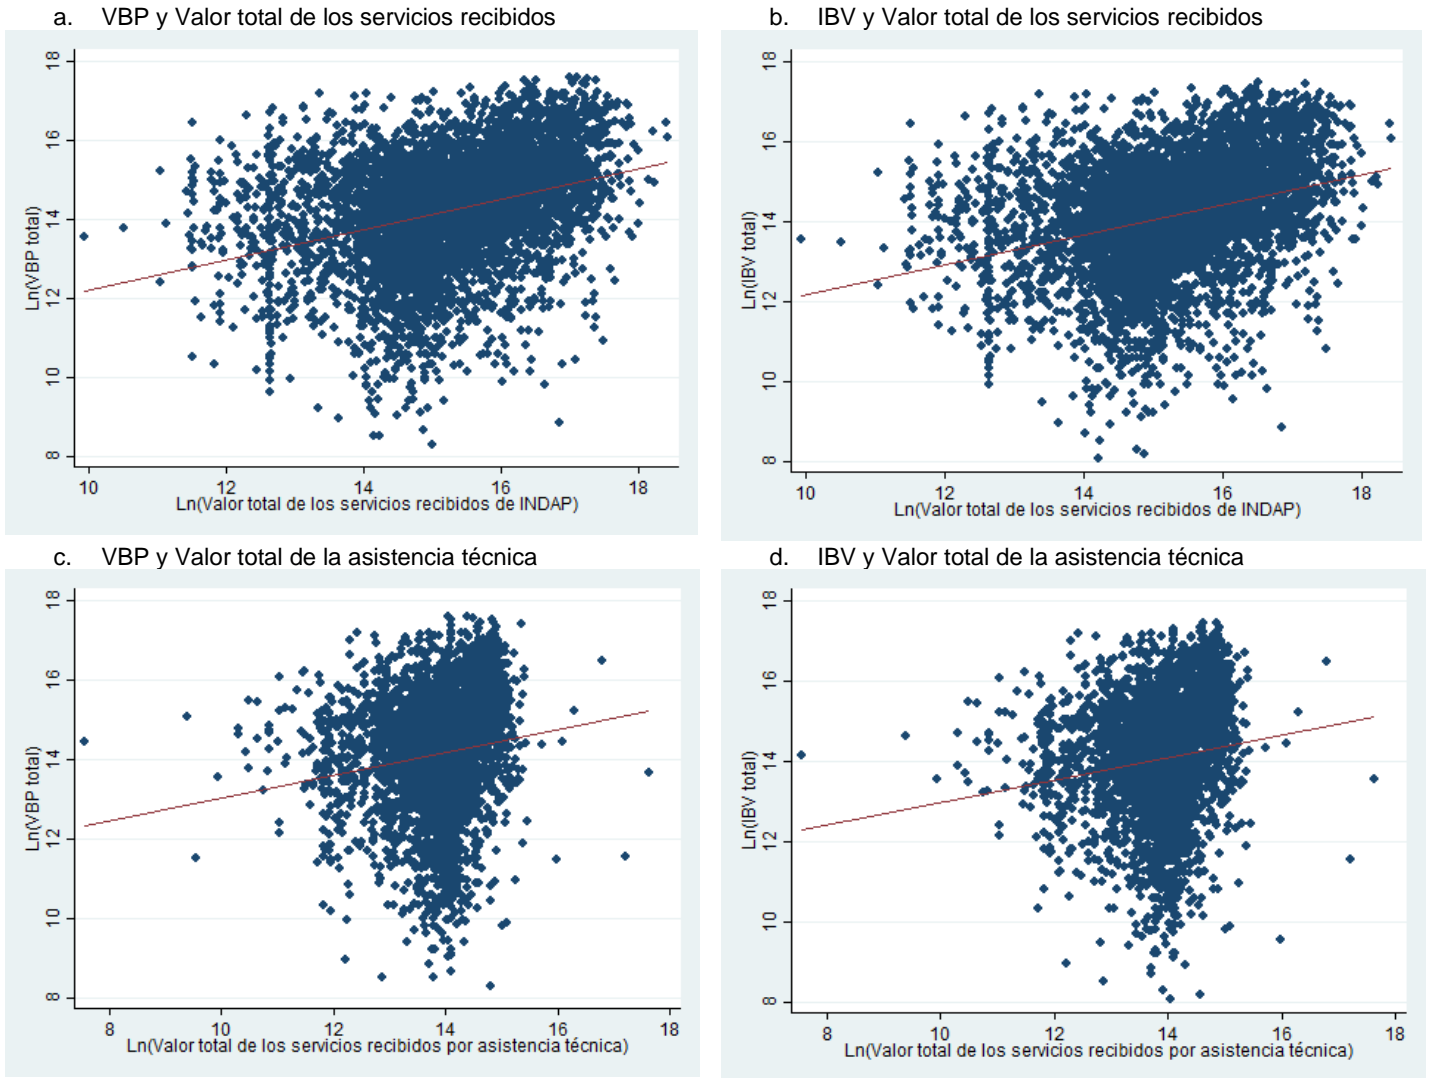 a. VBP y Valor total de los servicios recibidos
18
16
14
12
10
8
Ln(VBP total)
10 12 14 16 18
Ln(Valor total de los servicios recibidos de INDAP)
b. IBV y Valor total de los servicios recibidos
18
16
14
12
10
8
Ln(IBV total)
10 12 14 16 18
Ln(Valor total de los servicios recibidos de INDAP)
c. VBP y Valor total de la asistencia técnica
18
16
14
12
10
8
Ln(VBP total)
8 10 12 14 16 18
Ln(Valor total de los servicios recibidos por asistencia técnica)
d. IBV y Valor total de la asistencia técnica
18
16
14
12
10
8
Ln(IBV total)
8 10 12 14 16 18
Ln(Valor total de los servicios recibidos por asistencia técnica)